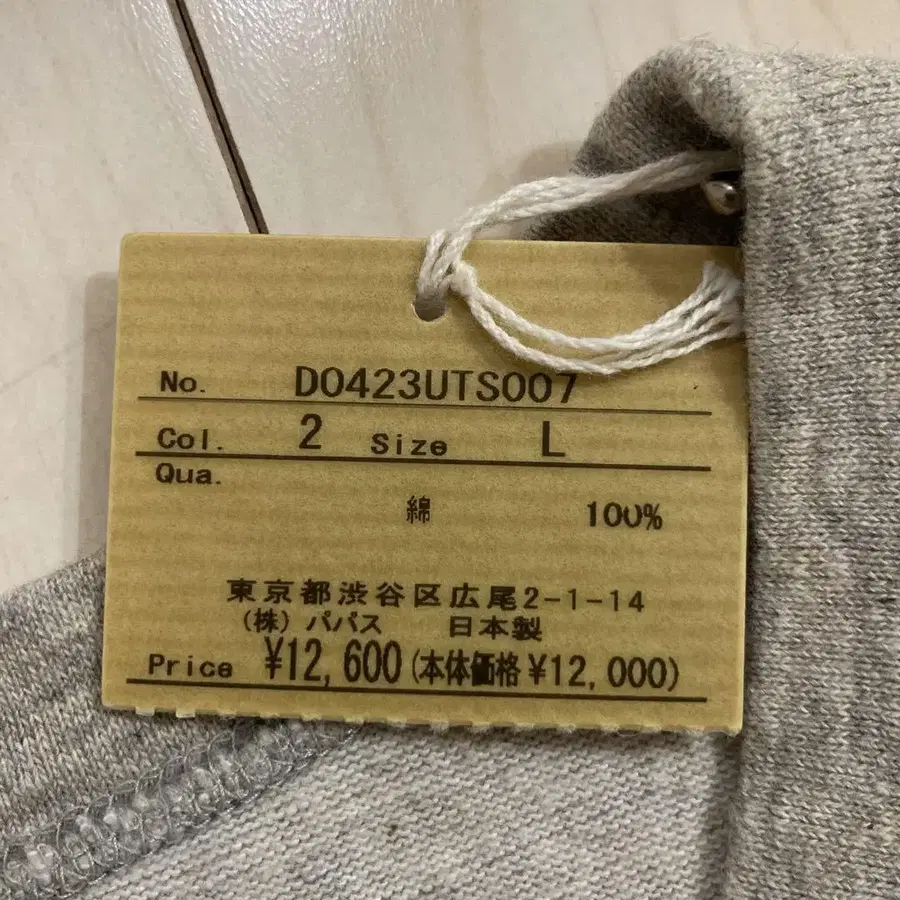 No. D0423UTS007
Col. 2 Size L
Qua.
綿 100%
東京都渋谷区広尾2-1-14
(株) パパス 日本製
Price ¥12,600(本体価格¥12,000)